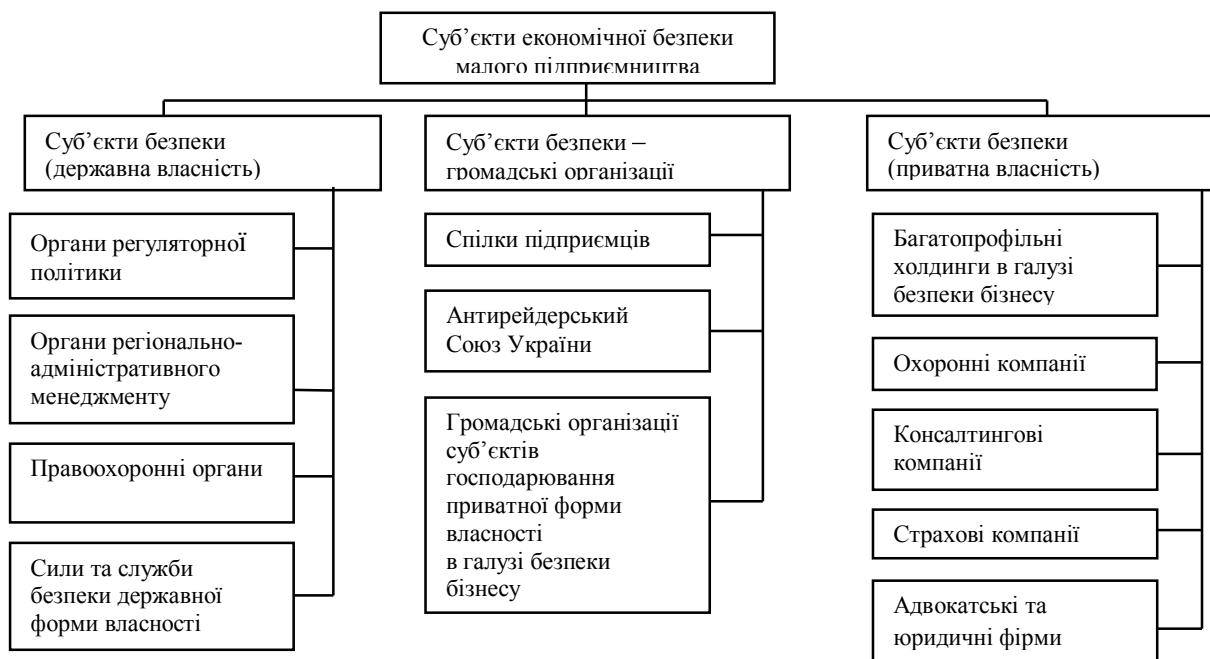 Суб’єкти економічної безпеки
малого підприємництва
Суб’єкти безпеки
(державна власність)
Органи регуляторної
політики
Органи регіонально-
адміністративного
менеджменту
Правоохоронні органи
Сили та служби
безпеки державної
форми власності
Суб’єкти безпеки –
громадські організації
Спілки підприємців
Антирейдерський
Союз України
Громадські організації
суб’єктів
господарювання
приватної форми
власності
в галузі безпеки
бізнесу
Суб’єкти безпеки
(приватна власність)
Багатопрофільні
холдинги в галузі
безпеки бізнесу
Охоронні компанії
Консалтингові
компанії
Страхові компанії
Адвокатські та
юридичні фірми